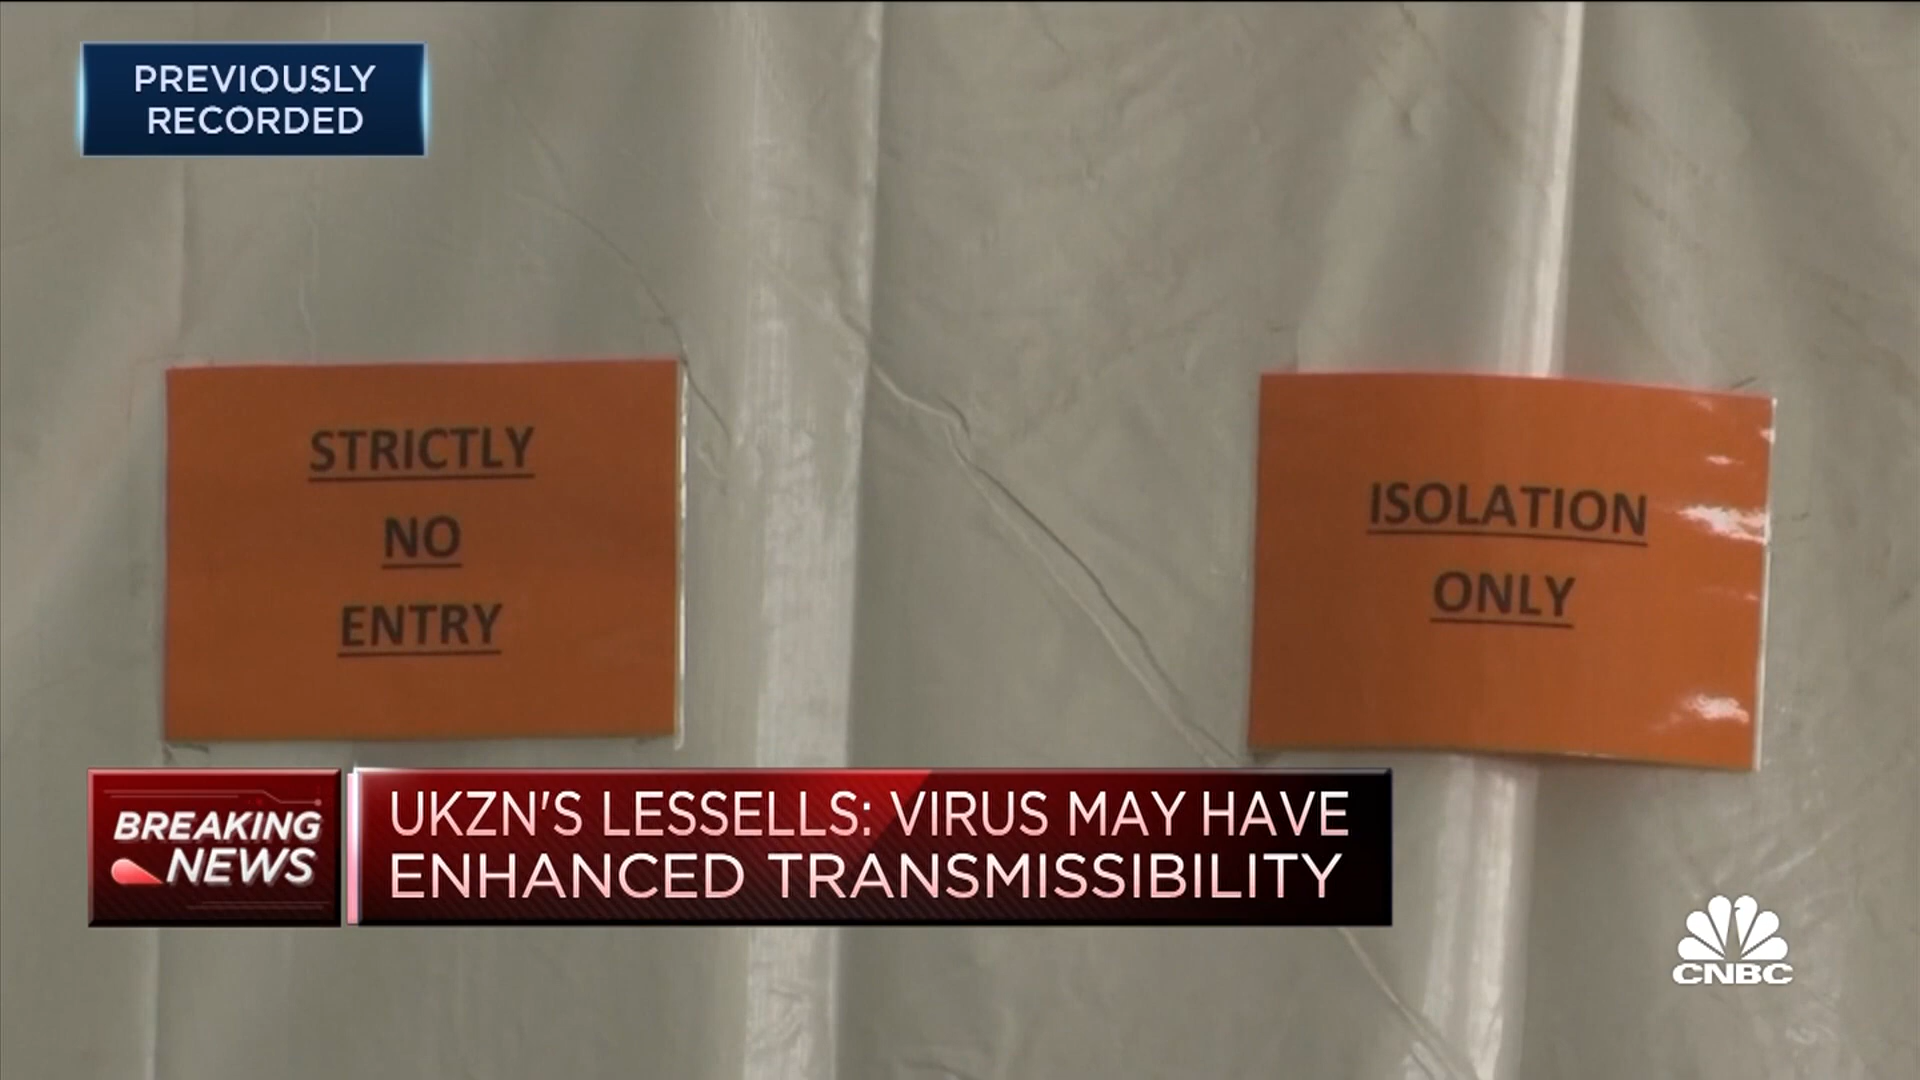 PREVIOUSLY
RECORDED
STRICTLY
NO
ENTRY
ISOLATION
ONLY
BREAKING
NEWS
UKZN'S LESSELLS: VIRUS MAY HAVE
ENHANCED TRANSMISSIBILITY
CNBC